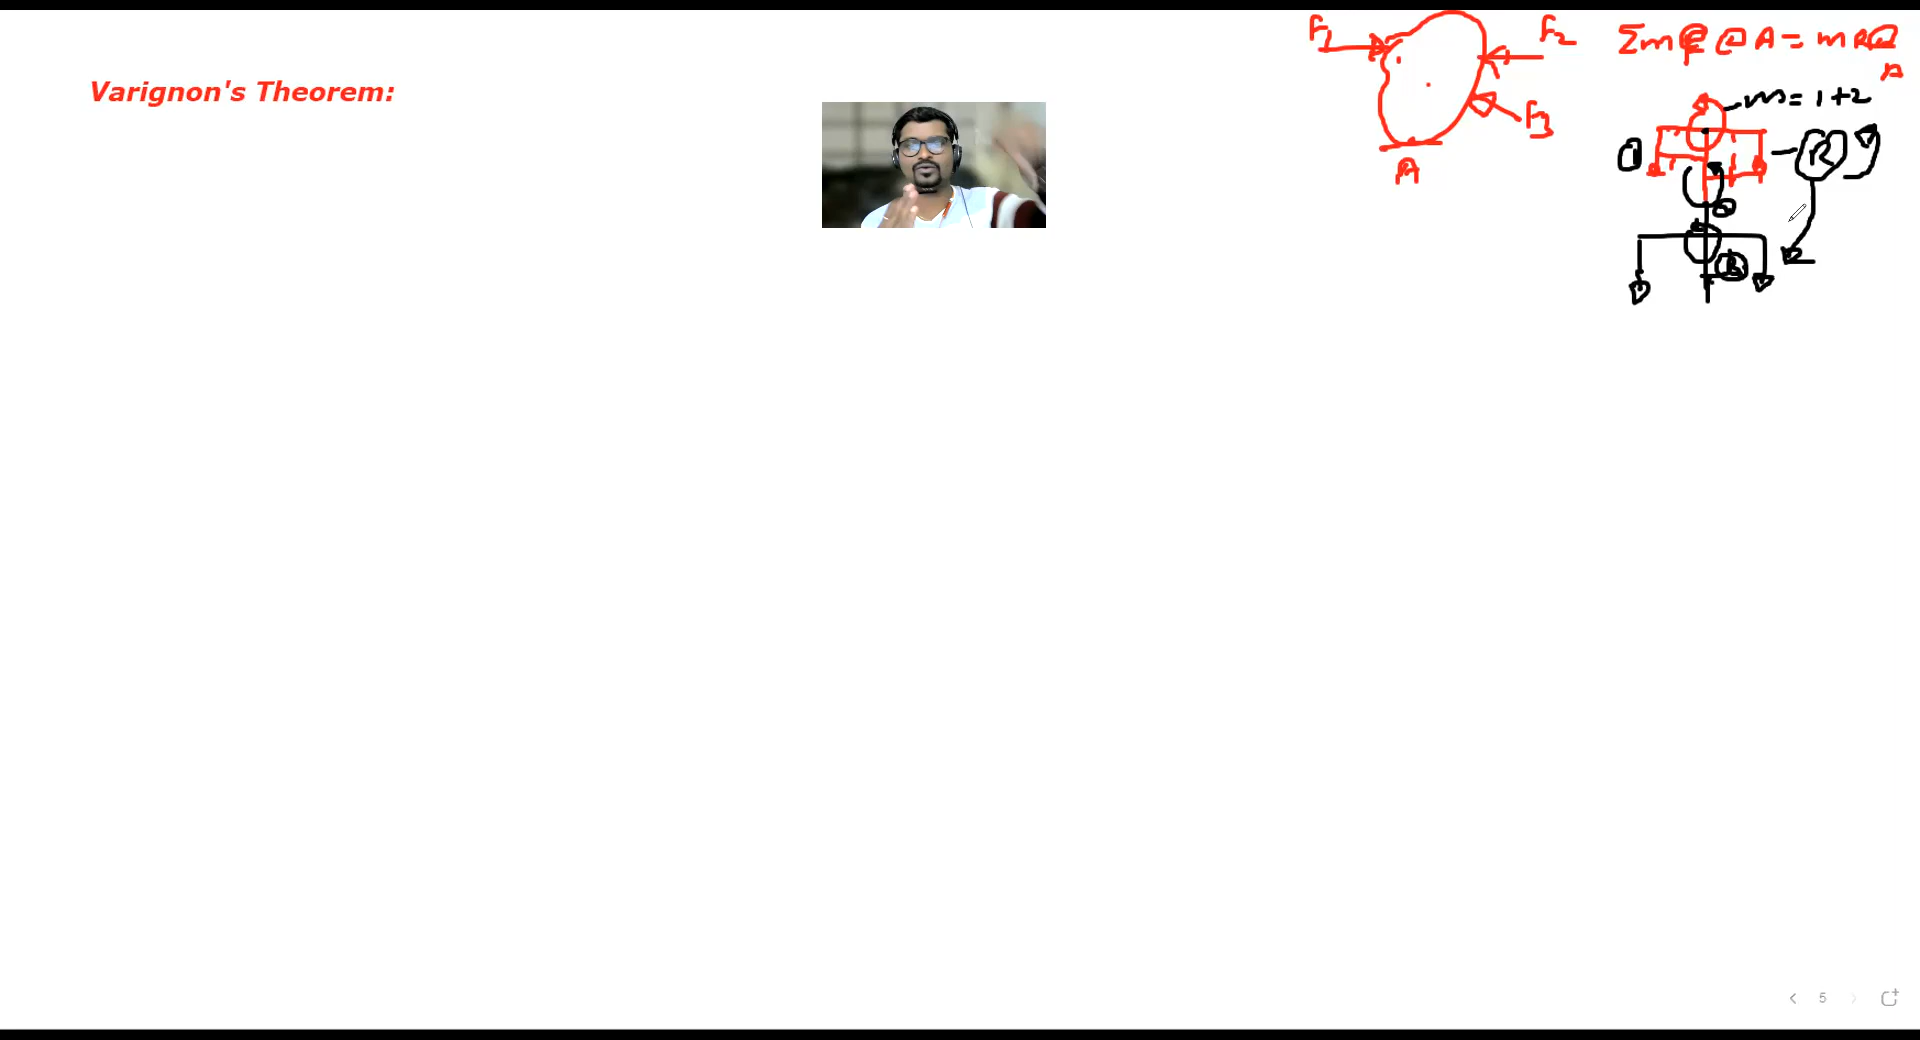 Varignon's Theorem:
F1
F2
F3
A
Σm F @ A = m R @
A
m = 1 + 2
R
5